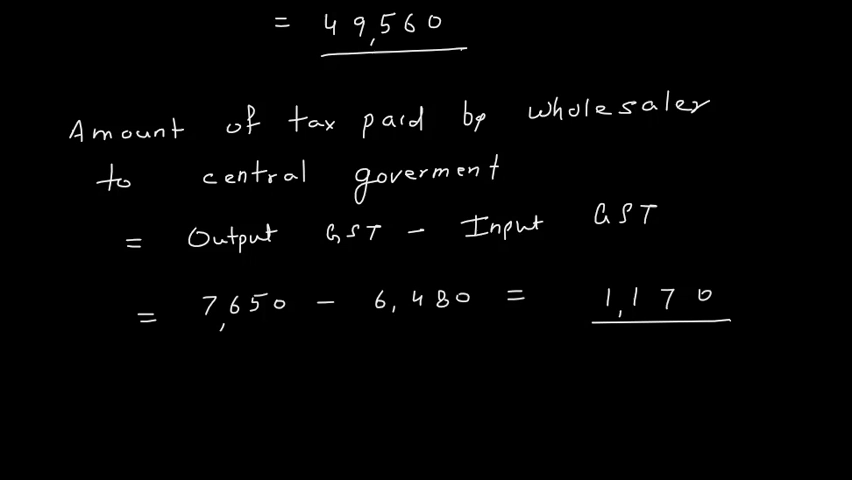 = 49,560
Amount of tax paid by wholesaler
to central goverment
= Output GST - Input GST
= 7,650 - 6,480 = 1,170